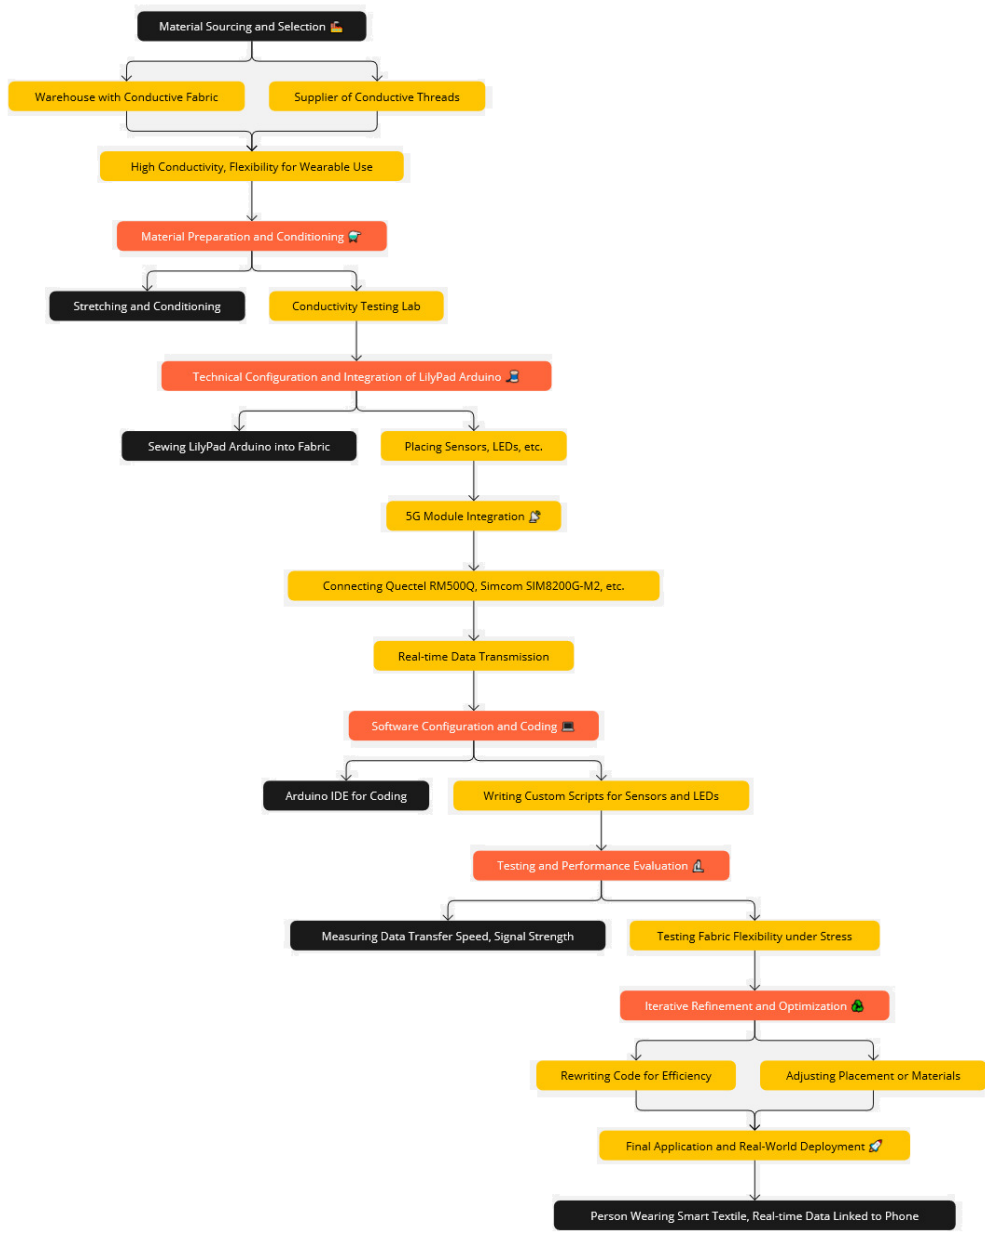 Material Sourcing and Selection
Warehouse with Conductive Fabric
Supplier of Conductive Threads
High Conductivity, Flexibility for Wearable Use
Material Preparation and Conditioning
Stretching and Conditioning
Conductivity Testing Lab
Technical Configuration and Integration of LilyPad Arduino
Sewing LilyPad Arduino into Fabric
Placing Sensors, LEDs, etc.
5G Module Integration
Connecting Quectel RM500Q, Simcom SIM8200G-M2, etc.
Real-time Data Transmission
Software Configuration and Coding
Arduino IDE for Coding
Writing Custom Scripts for Sensors and LEDs
Testing and Performance Evaluation
Measuring Data Transfer Speed, Signal Strength
Testing Fabric Flexibility under Stress
Iterative Refinement and Optimization
Rewriting Code for Efficiency
Adjusting Placement or Materials
Final Application and Real-World Deployment
Person Wearing Smart Textile, Real-time Data Linked to Phone